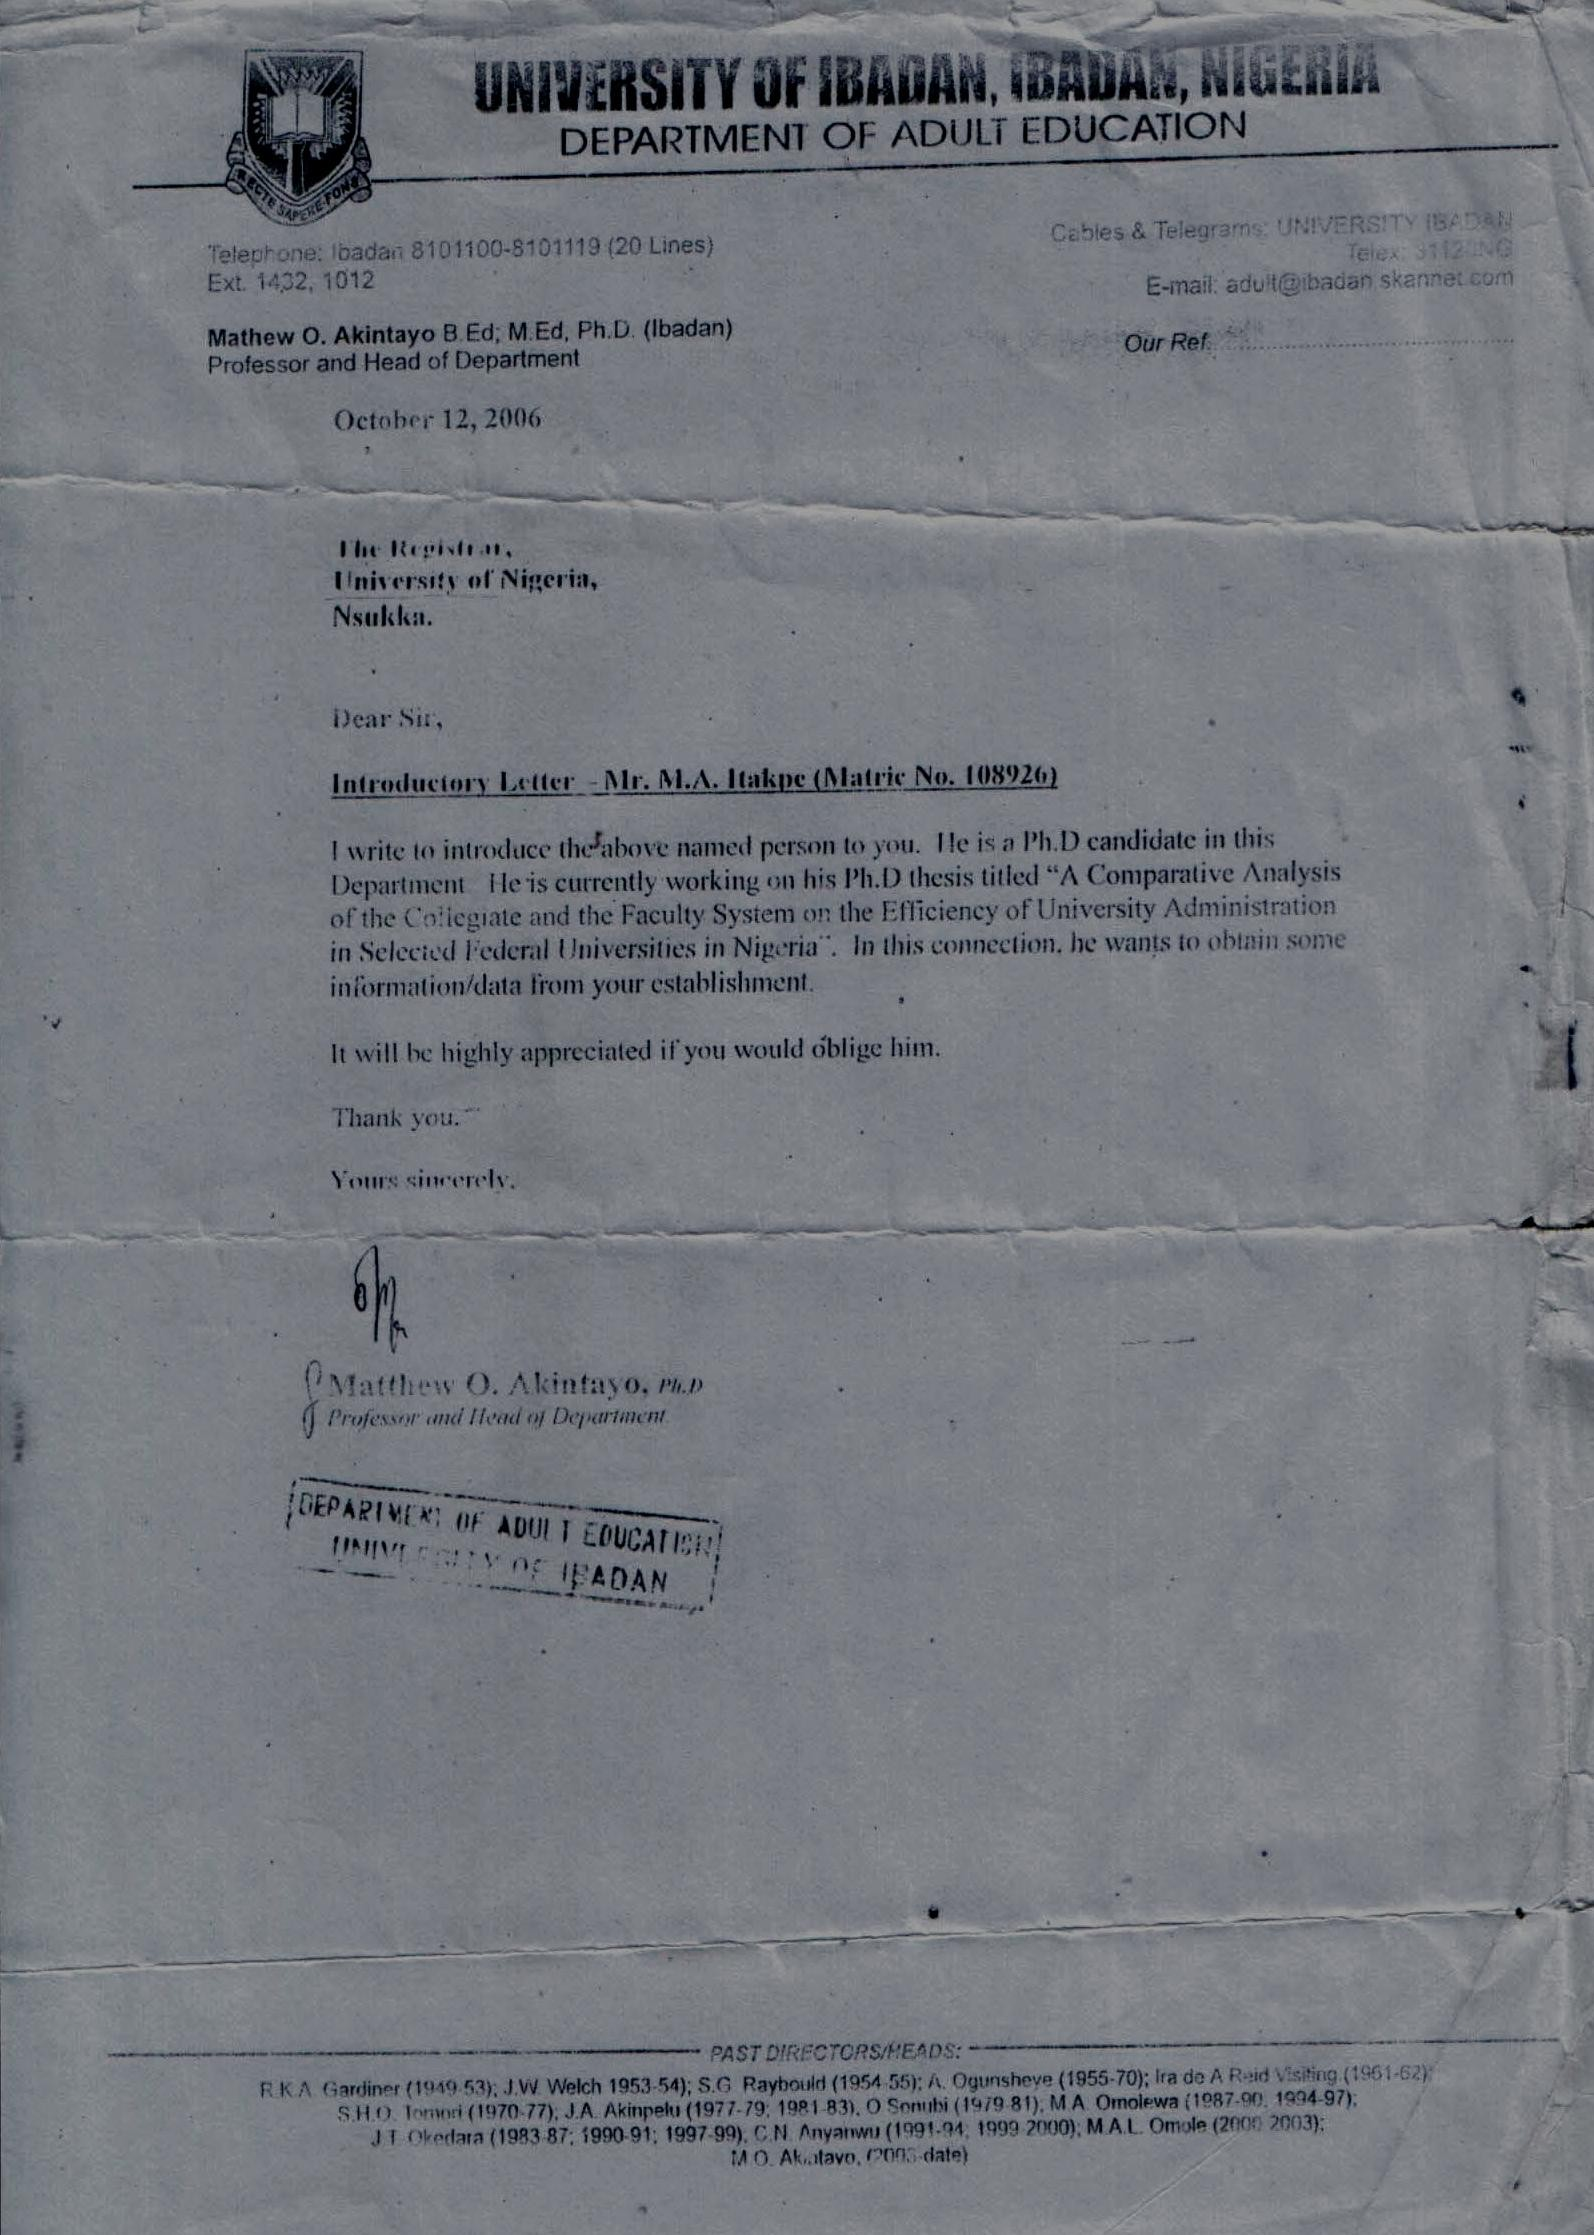 UNIVERSITY OF IBADAN, IBADAN, NIGERIA
DEPARTMENT OF ADULT EDUCATION
RECTE SAPERE FONS
Telephone: Ibadan 8101100-8101119 (20 Lines)
Ext. 1432, 1012
Cables & Telegrams: UNIVERSITY IBADAN
Telex:
E-mail: adult@ibadan.skannet.com
Mathew O. Akintayo B.Ed; M.Ed, Ph.D. (Ibadan)
Professor and Head of Department
Our Ref:
October 12, 2006
The Registrar,
University of Nigeria,
Nsukka.
Dear Sir,
Introductory Letter - Mr. M.A. Itakpe (Matric No. 108926)
I write to introduce the above named person to you. He is a Ph.D candidate in this
Department He is currently working on his Ph.D thesis titled “A Comparative Analysis
of the Collegiate and the Faculty System on the Efficiency of University Administration
in Selected Federal Universities in Nigeria”. In this connection, he wants to obtain some
information/data from your establishment.
It will be highly appreciated if you would oblige him.
Thank you.
Yours sincerely,
Matthew O. Akintayo, Ph.D
Professor and Head of Department
DEPARTMENT OF ADULT EDUCATION
UNIVERSITY OF IBADAN
PAST DIRECTORS/HEADS:
R.K.A. Gardiner (1949-53); J.W. Welch 1953-54); S.G. Raybould (1954-55); A. Ogunsheye (1955-70); Ira de A Reid Visiting (1961-62);
S.H.O. Tomori (1970-77); J.A. Akinpelu (1977-79; 1981-83), O Sonubi (1979-81); M.A. Omolewa (1987-90, 1994-97);
J.T. Okedara (1983-87; 1990-91; 1997-99), C.N. Anyanwu (1991-94; 1999-2000); M.A.L. Omole (2000-2003);
M.O. Akintayo, (2003-date)